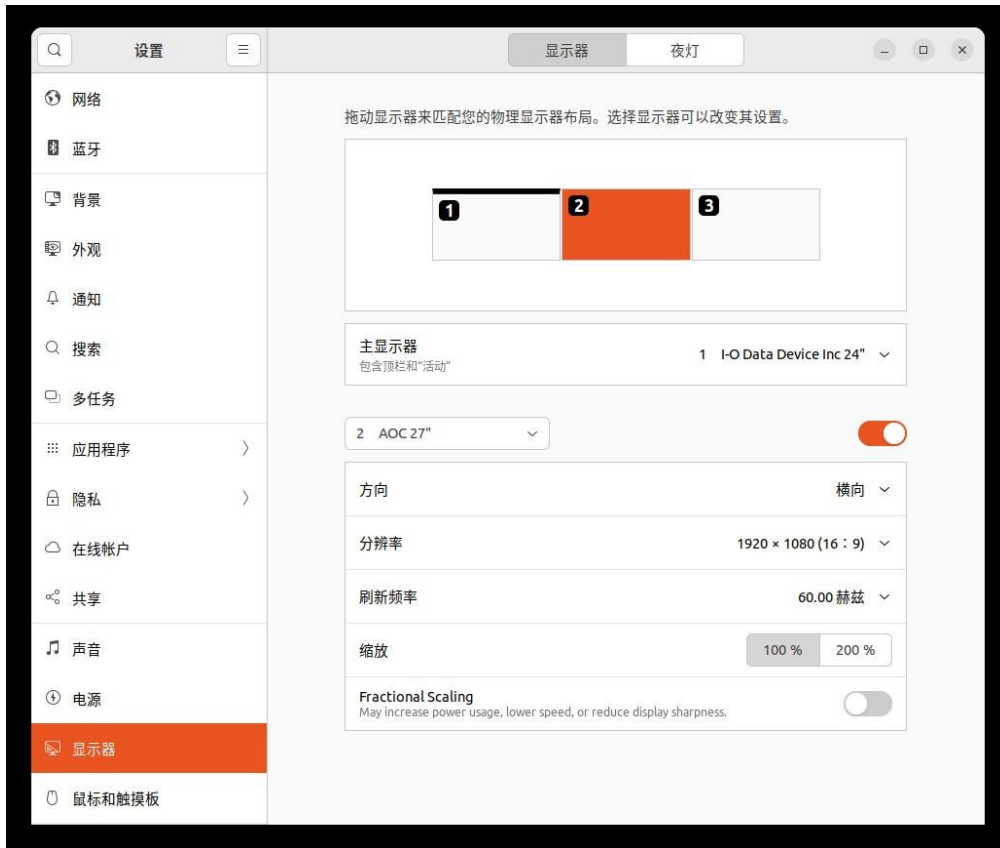 设置
显示器
夜灯
网络
蓝牙
背景
外观
通知
搜索
多任务
应用程序
隐私
在线帐户
共享
声音
电源
显示器
鼠标和触摸板
拖动显示器来匹配您的物理显示器布局。选择显示器可以改变其设置。
1
2
3
主显示器
包含顶栏和“活动”
1 I-O Data Device Inc 24"
2 AOC 27"
方向
横向
分辨率
1920 × 1080 (16∶9)
刷新频率
60.00 赫兹
缩放
100 %
200 %
Fractional Scaling
May increase power usage, lower speed, or reduce display sharpness.